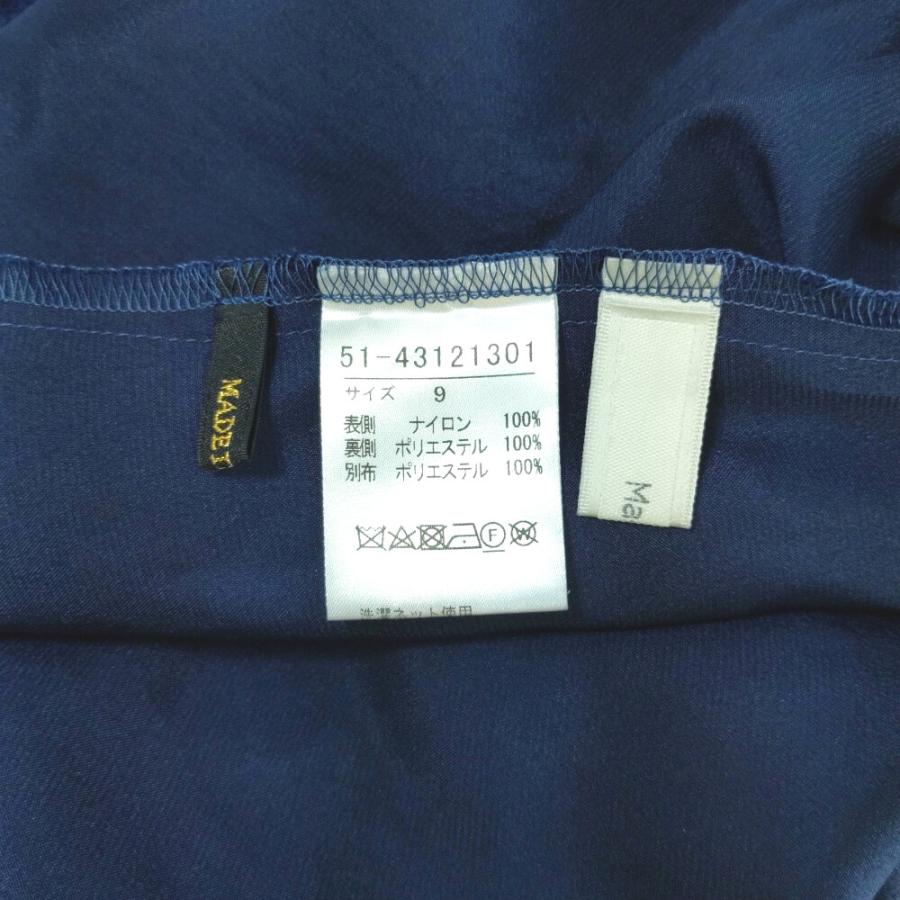 51-43121301
サイズ 9
表側 ナイロン 100%
裏側 ポリエステル 100%
別布 ポリエステル 100%
F W
洗濯ネット使用
MADE
Ma